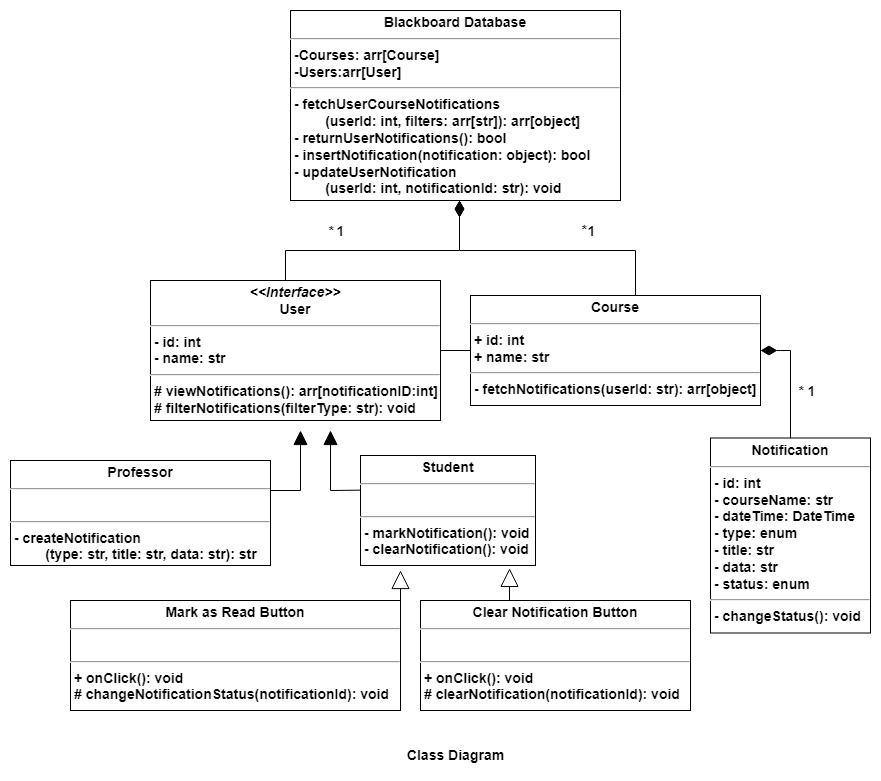 Blackboard Database
-Courses: arr[Course]
-Users:arr[User]
- fetchUserCourseNotifications
(userId: int, filters: arr[str]): arr[object]
- returnUserNotifications(): bool
- insertNotification(notification: object): bool
- updateUserNotification
(userId: int, notificationId: str): void
* 1
*1
<<Interface>>
User
- id: int
- name: str
# viewNotifications(): arr[notificationID:int]
# filterNotifications(filterType: str): void
Course
+ id: int
+ name: str
- fetchNotifications(userId: str): arr[object]
* 1
Professor
- createNotification
(type: str, title: str, data: str): str
Student
- markNotification(): void
- clearNotification(): void
Notification
- id: int
- courseName: str
- dateTime: DateTime
- type: enum
- title: str
- data: str
- status: enum
- changeStatus(): void
Mark as Read Button
+ onClick(): void
# changeNotificationStatus(notificationId): void
Clear Notification Button
+ onClick(): void
# clearNotification(notificationId): void
Class Diagram